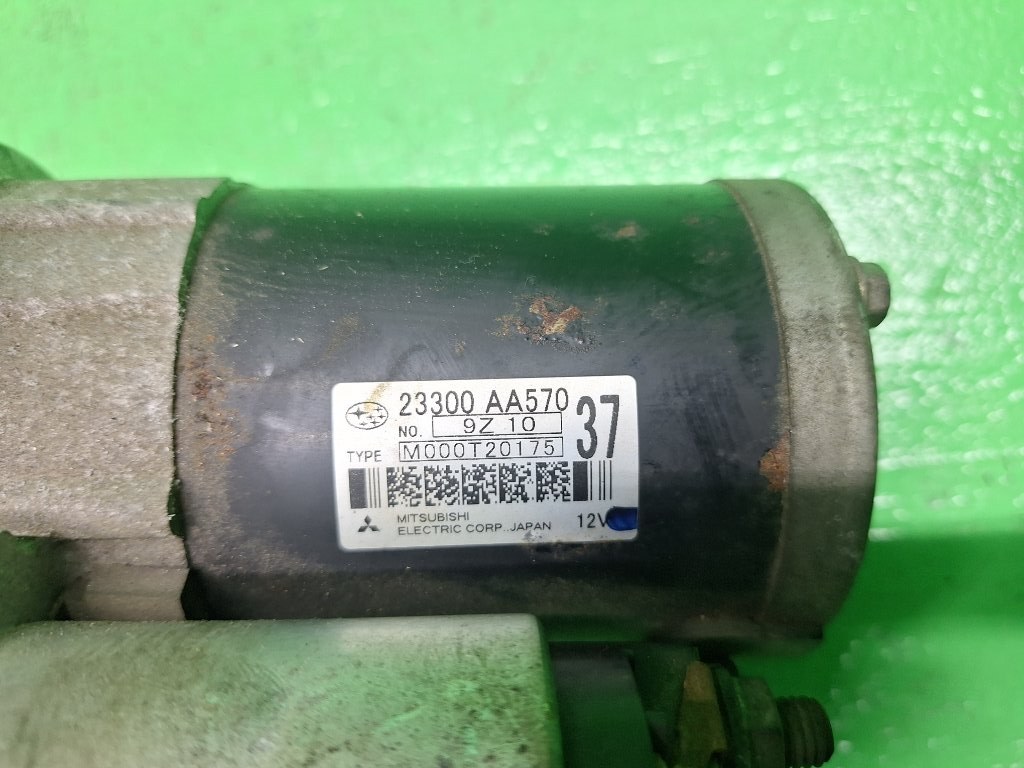 23300 AA570
37
NO. 9Z 10
TYPE M000T20175
MITSUBISHI
ELECTRIC CORP. JAPAN 12V